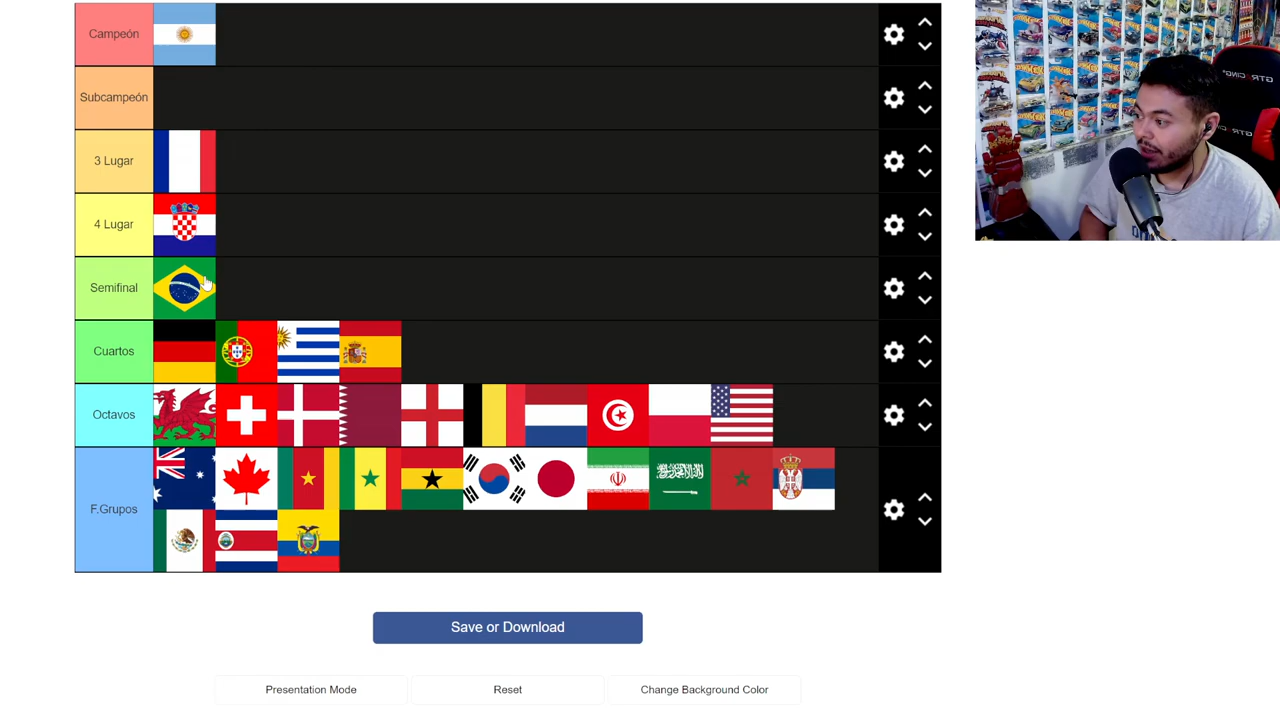 Campeón
Subcampeón
3 Lugar
4 Lugar
Semifinal
Cuartos
Octavos
F.Grupos
Save or Download
Presentation Mode
Reset
Change Background Color